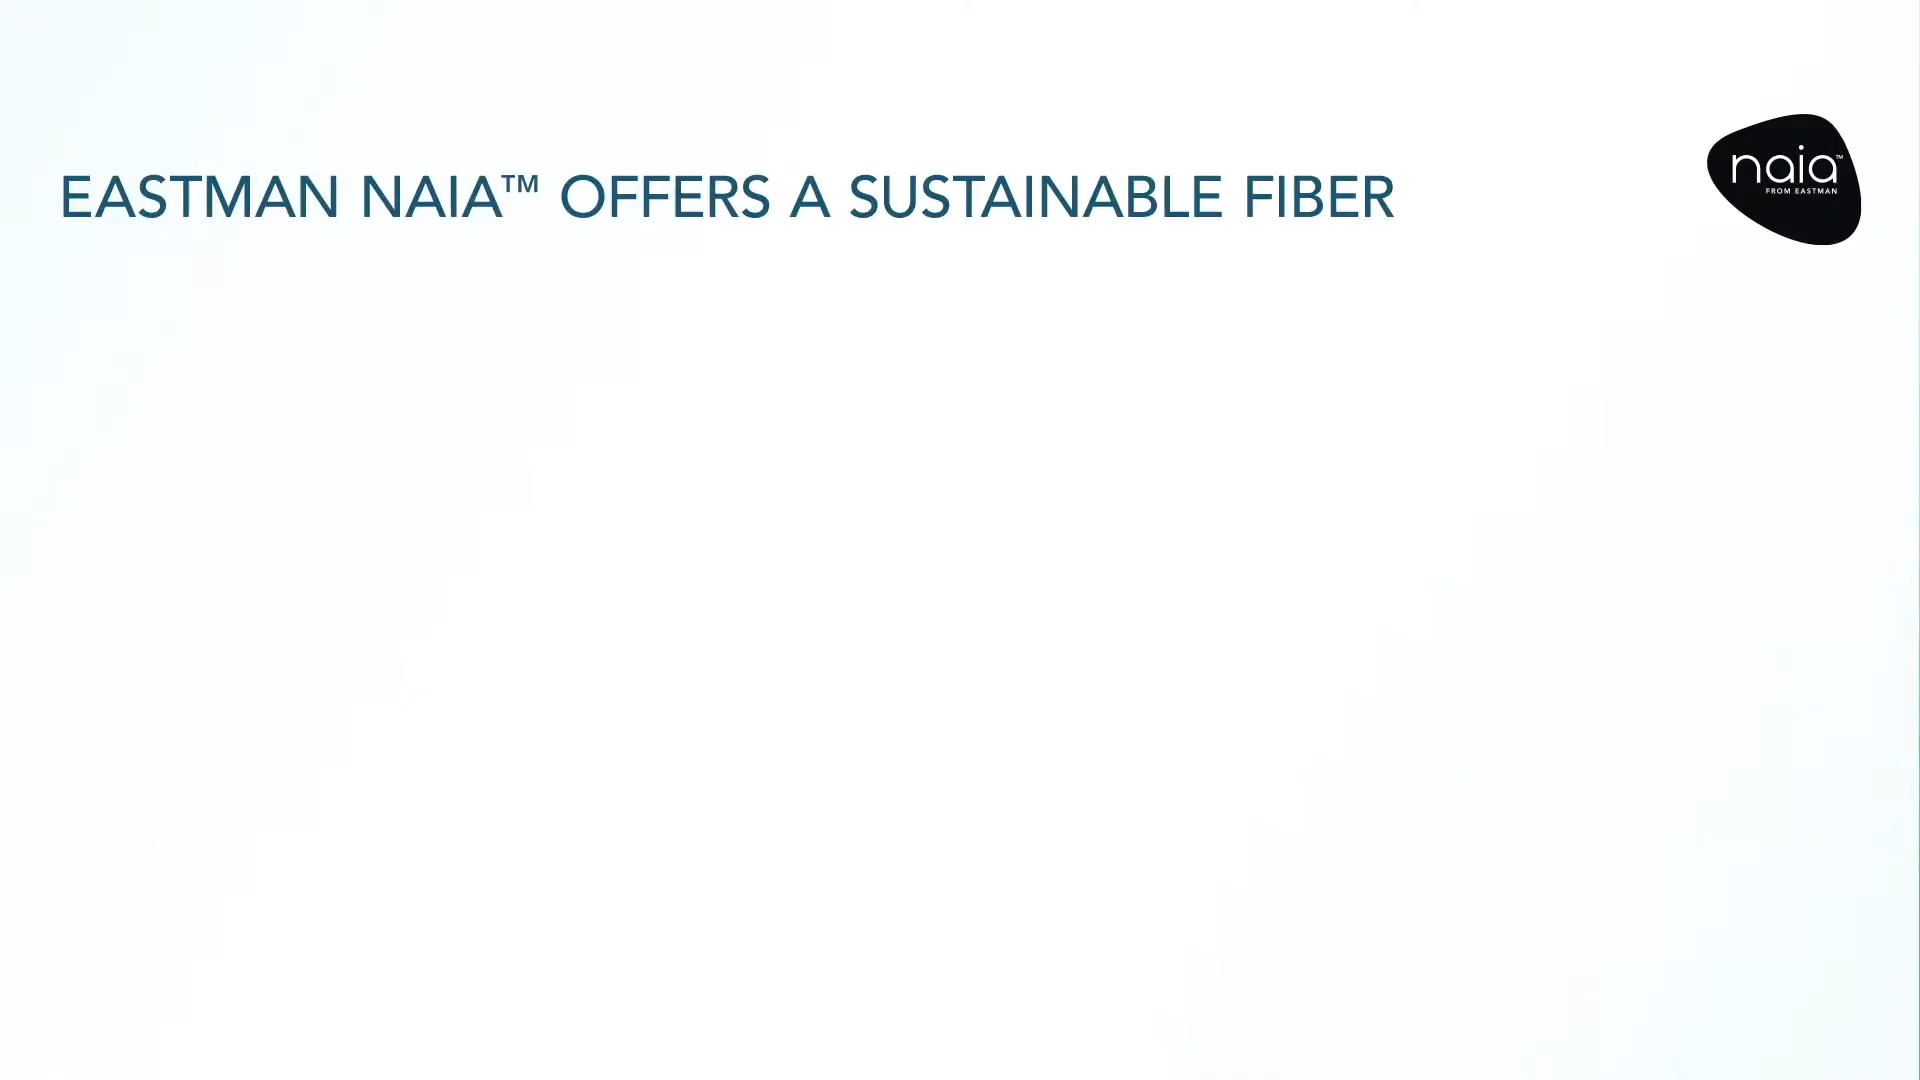 EASTMAN NAIA™ OFFERS A SUSTAINABLE FIBER
naia™
FROM EASTMAN